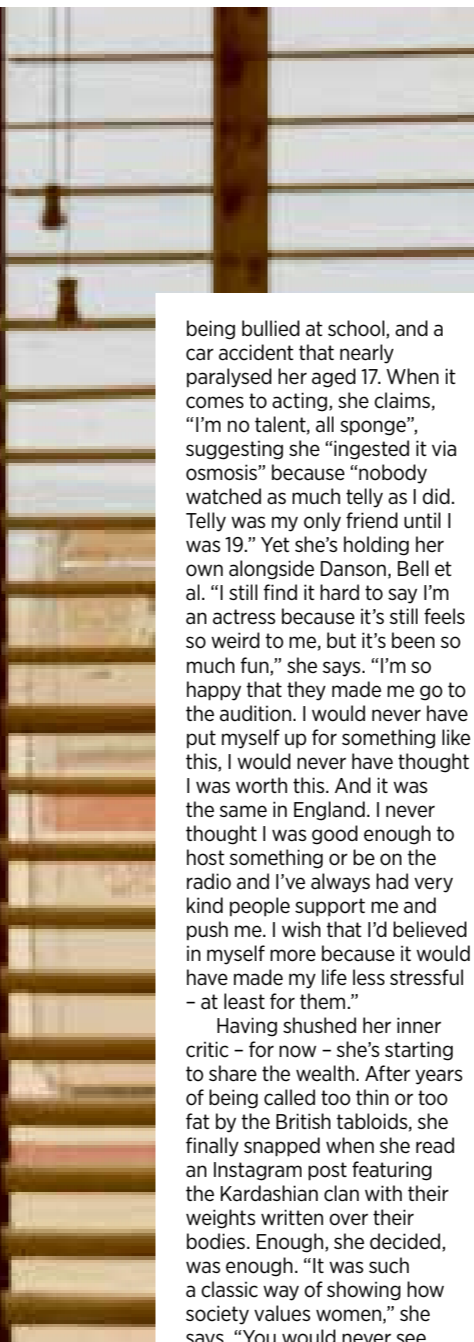 being bullied at school, and a
car accident that nearly
paralysed her aged 17. When it
comes to acting, she claims,
“I’m no talent, all sponge”,
suggesting she “ingested it via
osmosis” because “nobody
watched as much telly as I did.
Telly was my only friend until I
was 19.” Yet she’s holding her
own alongside Danson, Bell et
al. “I still find it hard to say I’m
an actress because it’s still feels
so weird to me, but it’s been so
much fun,” she says. “I’m so
happy that they made me go to
the audition. I would never have
put myself up for something like
this, I would never have thought
I was worth this. And it was
the same in England. I never
thought I was good enough to
host something or be on the
radio and I’ve always had very
kind people support me and
push me. I wish that I’d believed
in myself more because it would
have made my life less stressful
– at least for them.”
Having shushed her inner
critic – for now – she’s starting
to share the wealth. After years
of being called too thin or too
fat by the British tabloids, she
finally snapped when she read
an Instagram post featuring
the Kardashian clan with their
weights written over their
bodies. Enough, she decided,
was enough. “It was such
a classic way of showing how
society values women,” she
says. “You would never see